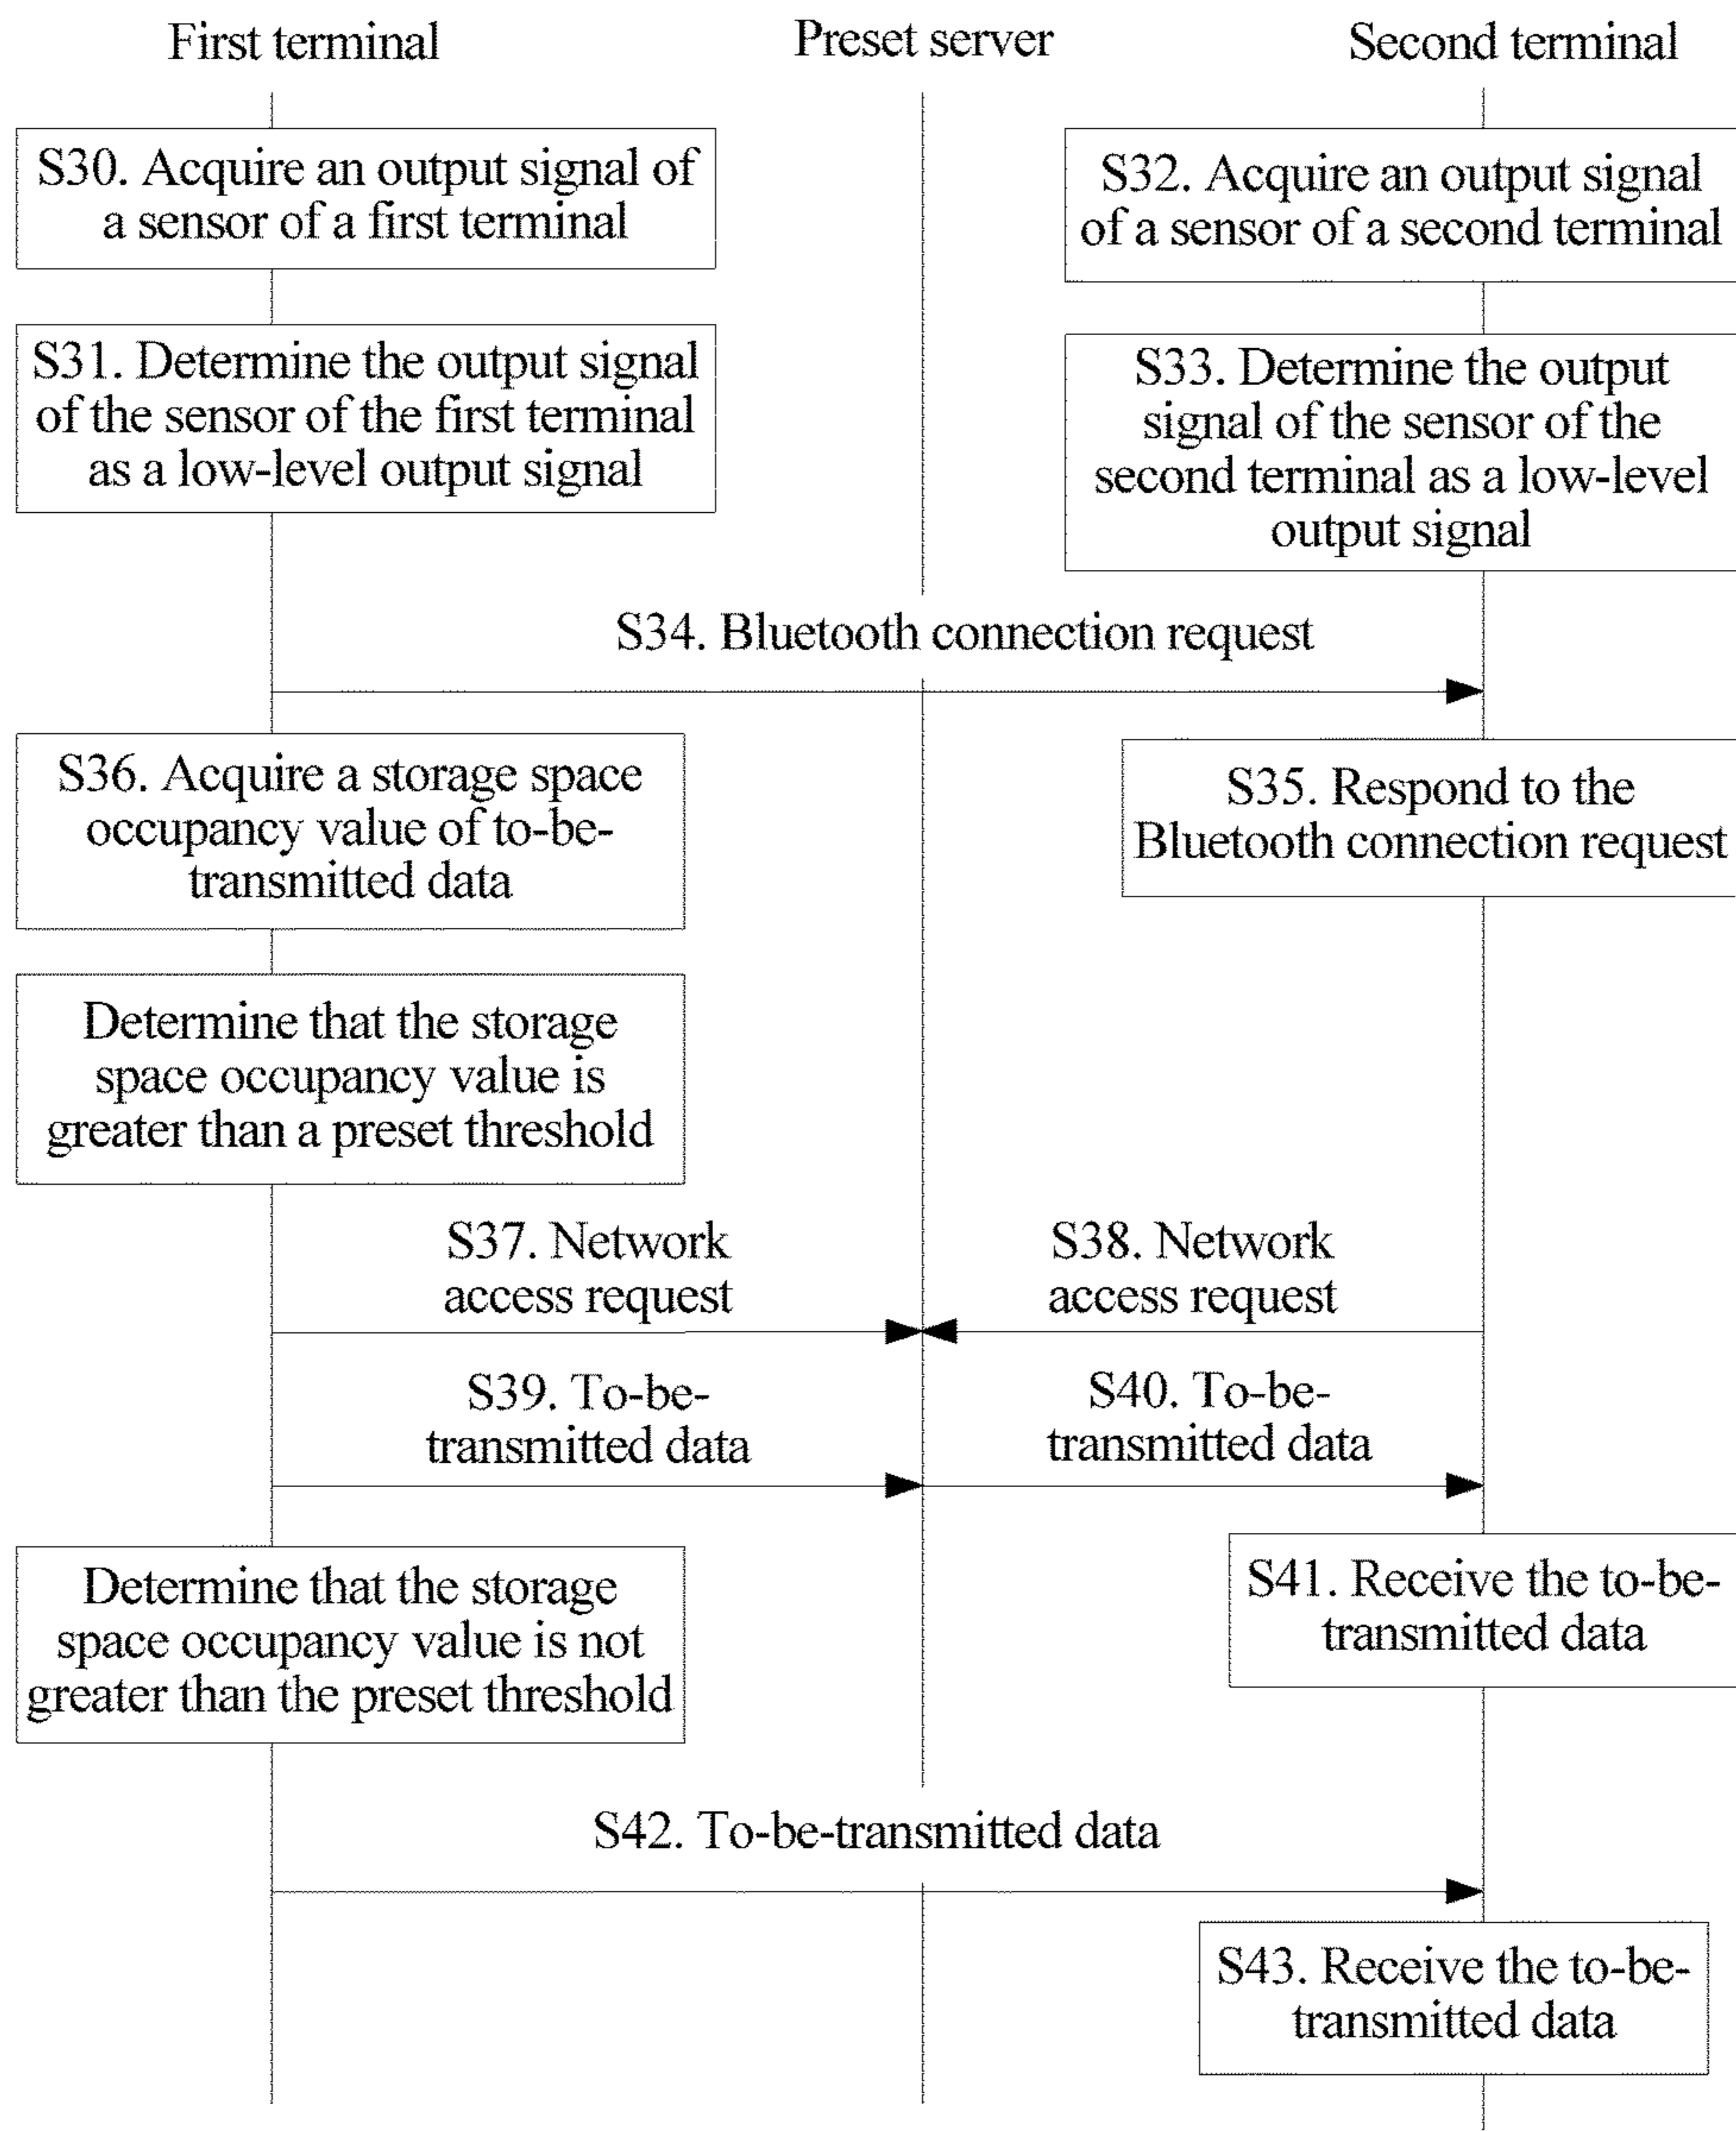 First terminal
Preset server
Second terminal
S30. Acquire an output signal of
a sensor of a first terminal
S32. Acquire an output signal
of a sensor of a second terminal
S31. Determine the output signal
of the sensor of the first terminal
as a low-level output signal
S33. Determine the output
signal of the sensor of the
second terminal as a low-level
output signal
S34. Bluetooth connection request
S36. Acquire a storage space
occupancy value of to-be-
transmitted data
S35. Respond to the
Bluetooth connection request
Determine that the storage
space occupancy value is
greater than a preset threshold
S37. Network
access request
S38. Network
access request
S39. To-be-
transmitted data
S40. To-be-
transmitted data
Determine that the storage
space occupancy value is not
greater than the preset threshold
S41. Receive the to-be-
transmitted data
S42. To-be-transmitted data
S43. Receive the to-be-
transmitted data